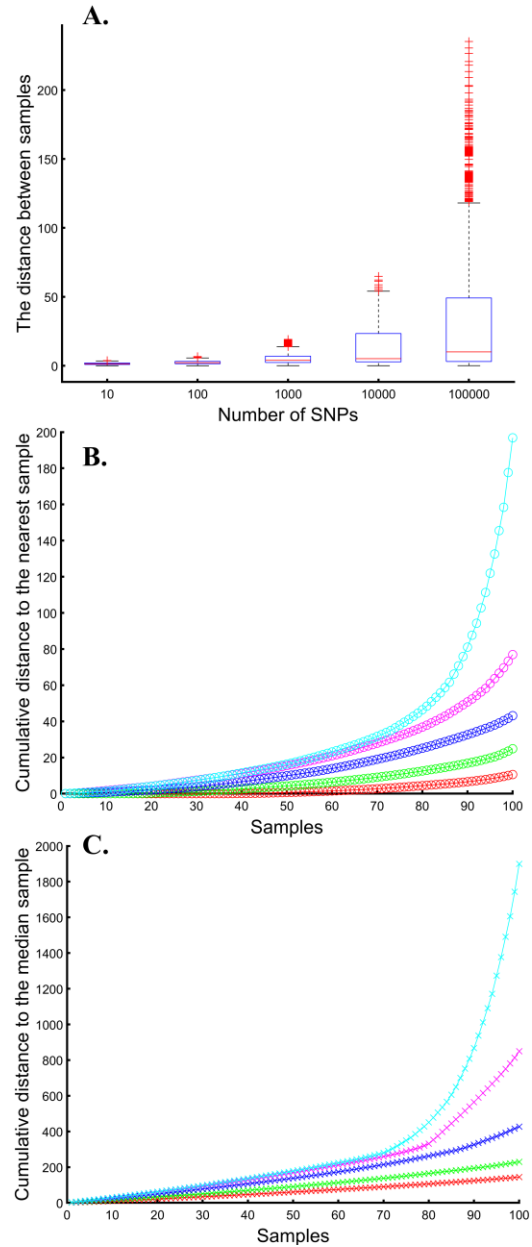 A.
The distance between samples
200
150
100
50
0
10 100 1000 10000 100000
Number of SNPs
B.
Cumulative distance to the nearest sample
200
180
160
140
120
100
80
60
40
20
0
0 10 20 30 40 50 60 70 80 90 100
Samples
C.
Cumulative distance to the median sample
2000
1800
1600
1400
1200
1000
800
600
400
200
0
0 10 20 30 40 50 60 70 80 90 100
Samples